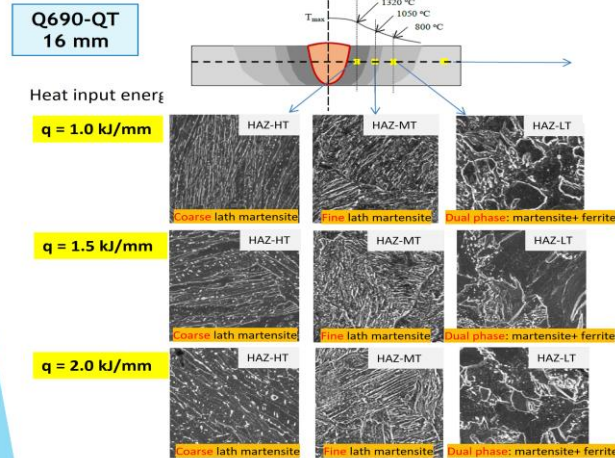 Q690-QT
16 mm
Tmax
1320 °C
1050 °C
800 °C
Heat input energ
q = 1.0 kJ/mm
HAZ-HT
HAZ-MT
HAZ-LT
Coarse lath martensite
Fine lath martensite
Dual phase: martensite+ ferrite
q = 1.5 kJ/mm
HAZ-HT
HAZ-MT
HAZ-LT
Coarse lath martensite
Fine lath martensite
Dual phase: martensite+ ferrite
q = 2.0 kJ/mm
HAZ-HT
HAZ-MT
HAZ-LT
Coarse lath martensite
Fine lath martensite
Dual phase: martensite+ ferrite